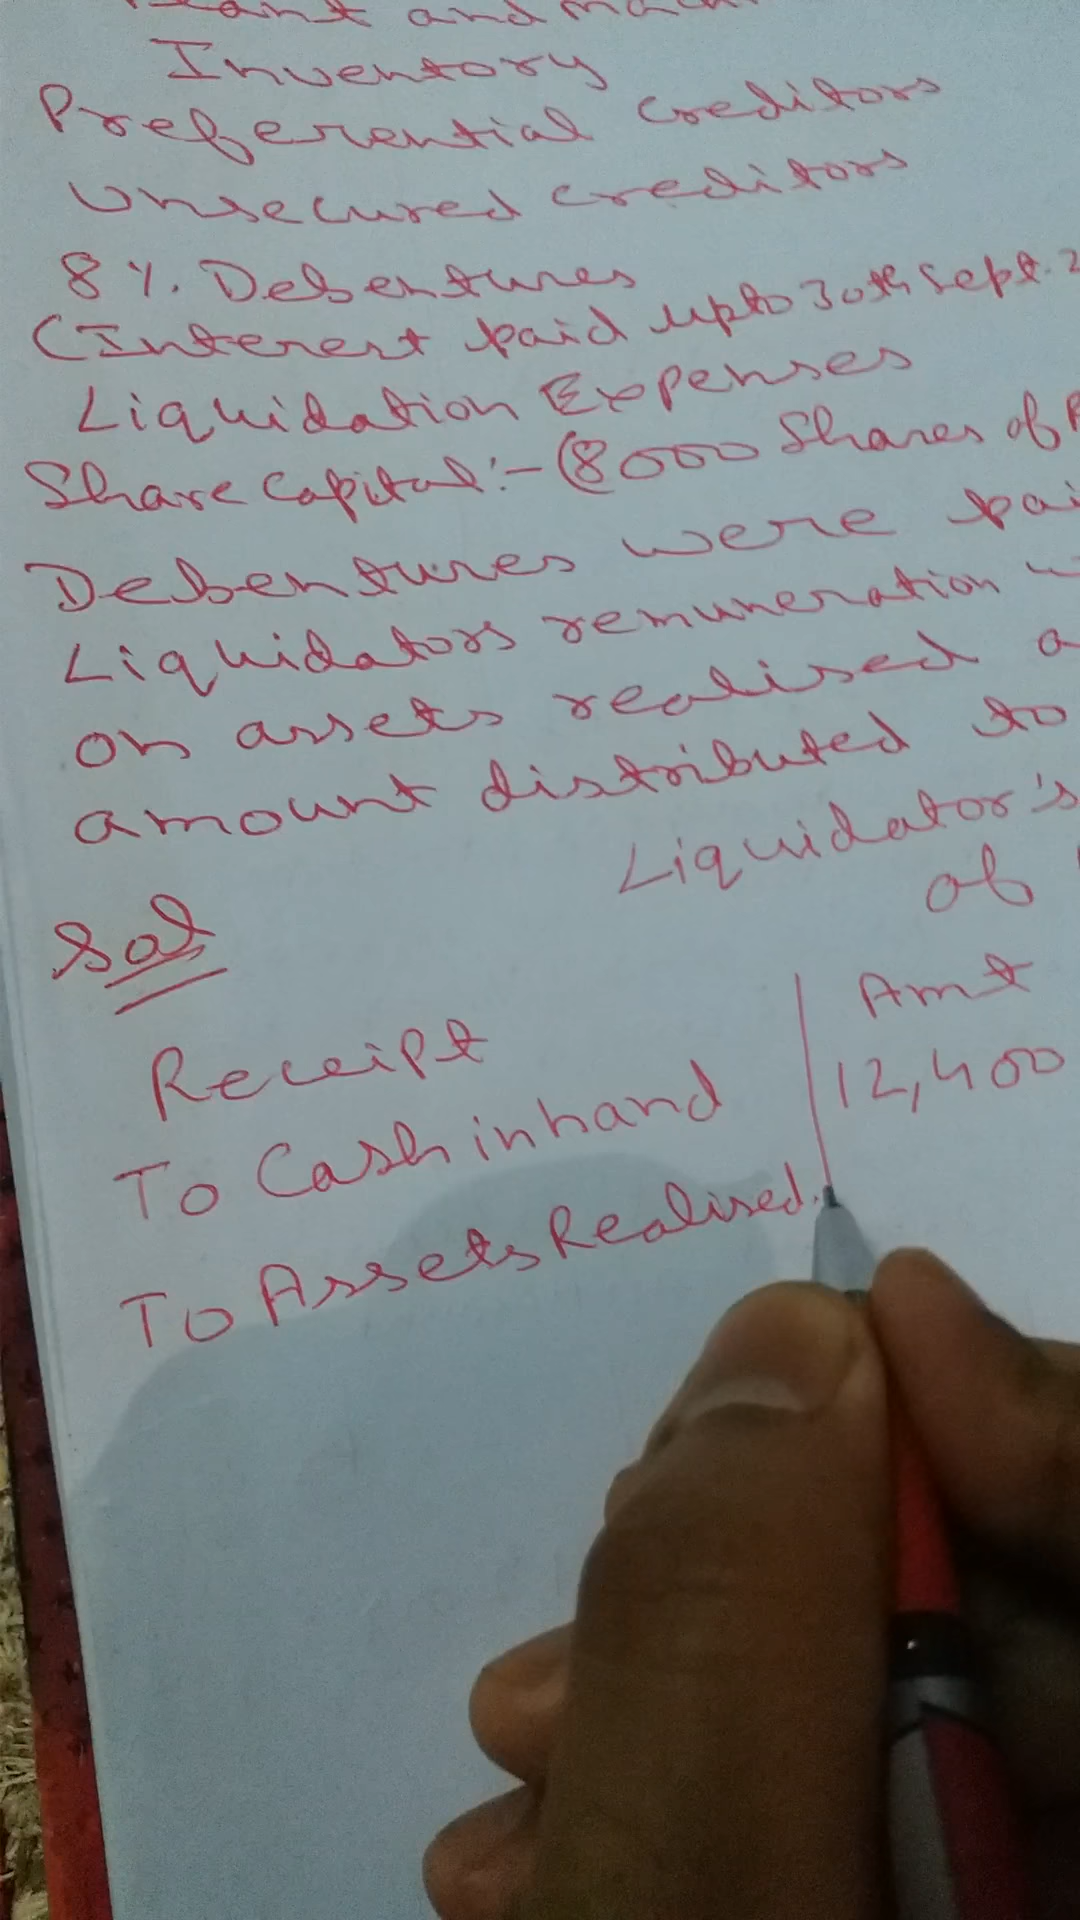 Inventory
Preferential creditors
Unsecured creditors
8%. Debentures
(Interest paid upto 30th Sept. 2
Liquidation Expenses
Share Capital:- (8000 Shares of R
Debentures were pai
Liquidators remuneration w
on assets realised a
amount distributed to
Liquidator's
of
Sol
Receipt Amt
To Cash in hand 12,400
To Assets Realised.